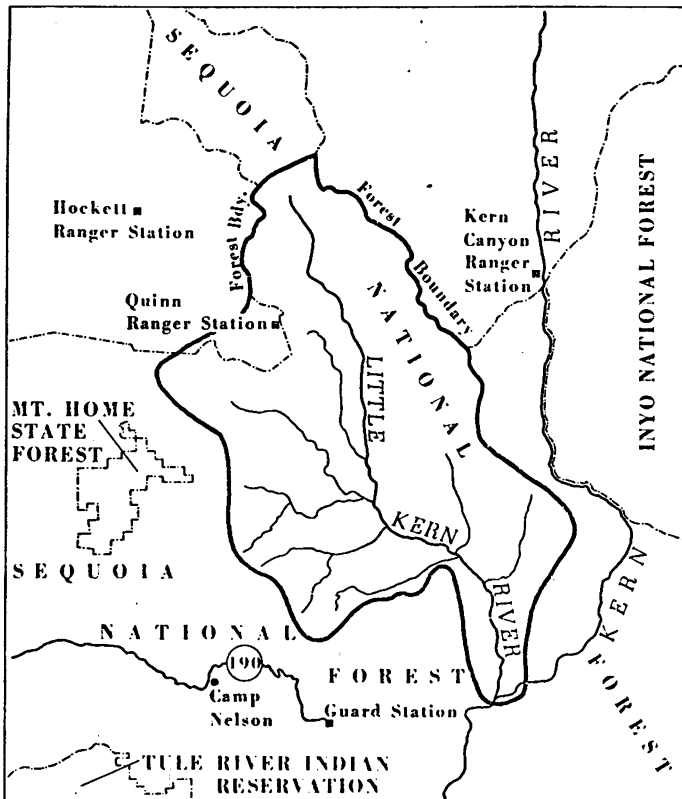 SEQUOIA
Forest Bdy.
Forest
Boundary
Hockett
Ranger Station
Kern
Canyon
Ranger
Station
RIVER
INYO NATIONAL FOREST
Quinn
Ranger Station
NATIONAL
LITTLE
MT. HOME
STATE
FOREST
KERN
RIVER
KERN
SEQUOIA
NATIONAL
FOREST
FOREST
190
Camp
Nelson
Guard Station
TULE RIVER INDIAN
RESERVATION